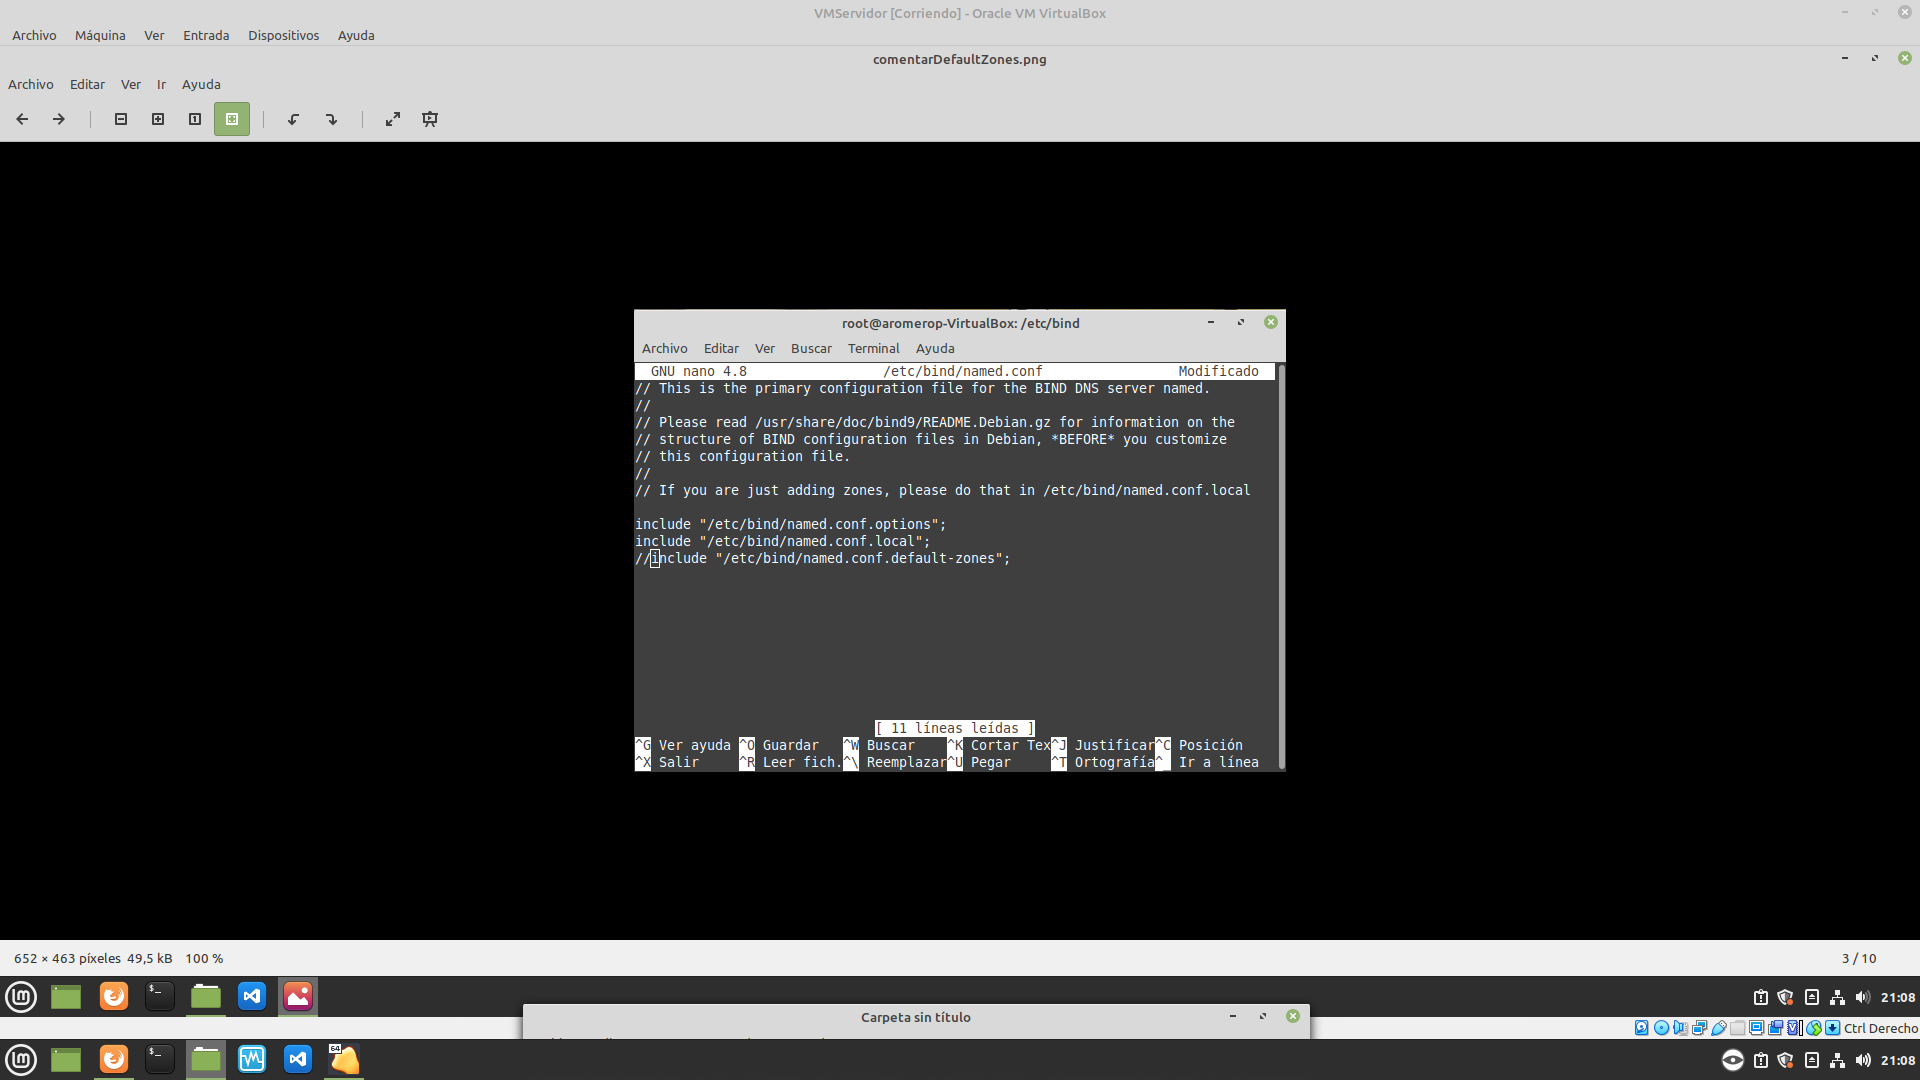 VMServidor [Corriendo] - Oracle VM VirtualBox
Archivo Máquina Ver Entrada Dispositivos Ayuda
comentarDefaultZones.png
Archivo Editar Ver Ir Ayuda
root@aromerop-VirtualBox: /etc/bind
Archivo Editar Ver Buscar Terminal Ayuda
GNU nano 4.8 /etc/bind/named.conf Modificado
// This is the primary configuration file for the BIND DNS server named.
//
// Please read /usr/share/doc/bind9/README.Debian.gz for information on the
// structure of BIND configuration files in Debian, *BEFORE* you customize
// this configuration file.
//
// If you are just adding zones, please do that in /etc/bind/named.conf.local
include "/etc/bind/named.conf.options";
include "/etc/bind/named.conf.local";
//include "/etc/bind/named.conf.default-zones";
[ 11 líneas leídas ]
^G Ver ayuda ^O Guardar ^W Buscar ^K Cortar Tex^J Justificar^C Posición
^X Salir ^R Leer fich.^\ Reemplazar^U Pegar ^T Ortografía^_ Ir a línea
652 × 463 píxeles 49,5 kB 100 %
3 / 10
21:08
Carpeta sin título
Ctrl Derecho
64
21:08